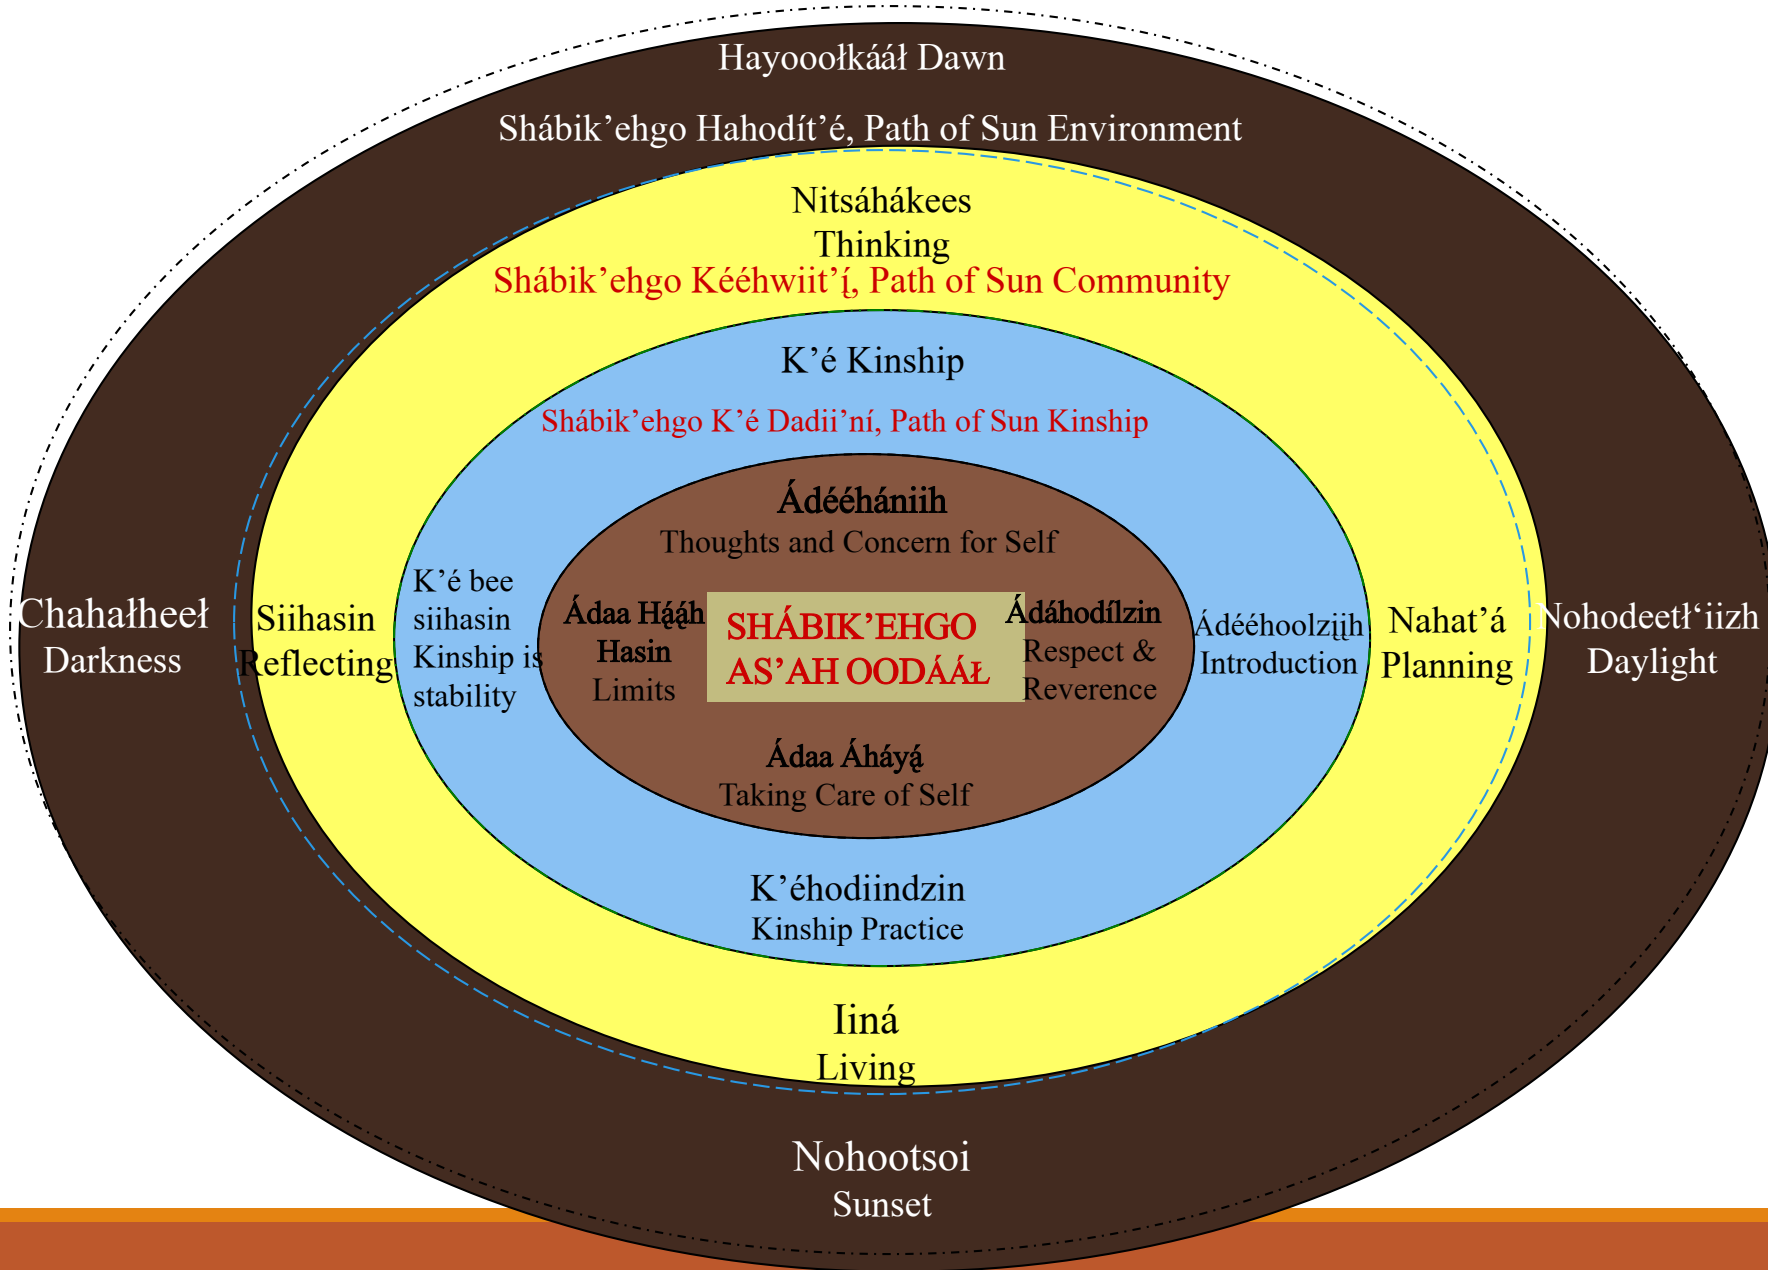 Hayooołkááł Dawn
Shábik’ehgo Hahodít’é, Path of Sun Environment
Nitsáhákees
Thinking
Shábik’ehgo Kééhwiit’į́, Path of Sun Community
K’é Kinship
Shábik’ehgo K’é Dadii’ní, Path of Sun Kinship
Ádééhániih
Thoughts and Concern for Self
Chahałheeł
Darkness
Siihasin
Reflecting
K’é bee
siihasin
Kinship is
stability
Ádaa Hą́ą́h
Hasin
Limits
SHÁBIK’EHGO
AS’AH OODÁÁŁ
Ádáhodílzin
Respect &
Reverence
Ádééhoolzįįh
Introduction
Nahat’á
Planning
Nohodeetł‘iizh
Daylight
Ádaa Áháyą́
Taking Care of Self
K’éhodiindzin
Kinship Practice
Iiná
Living
Nohootsoi
Sunset